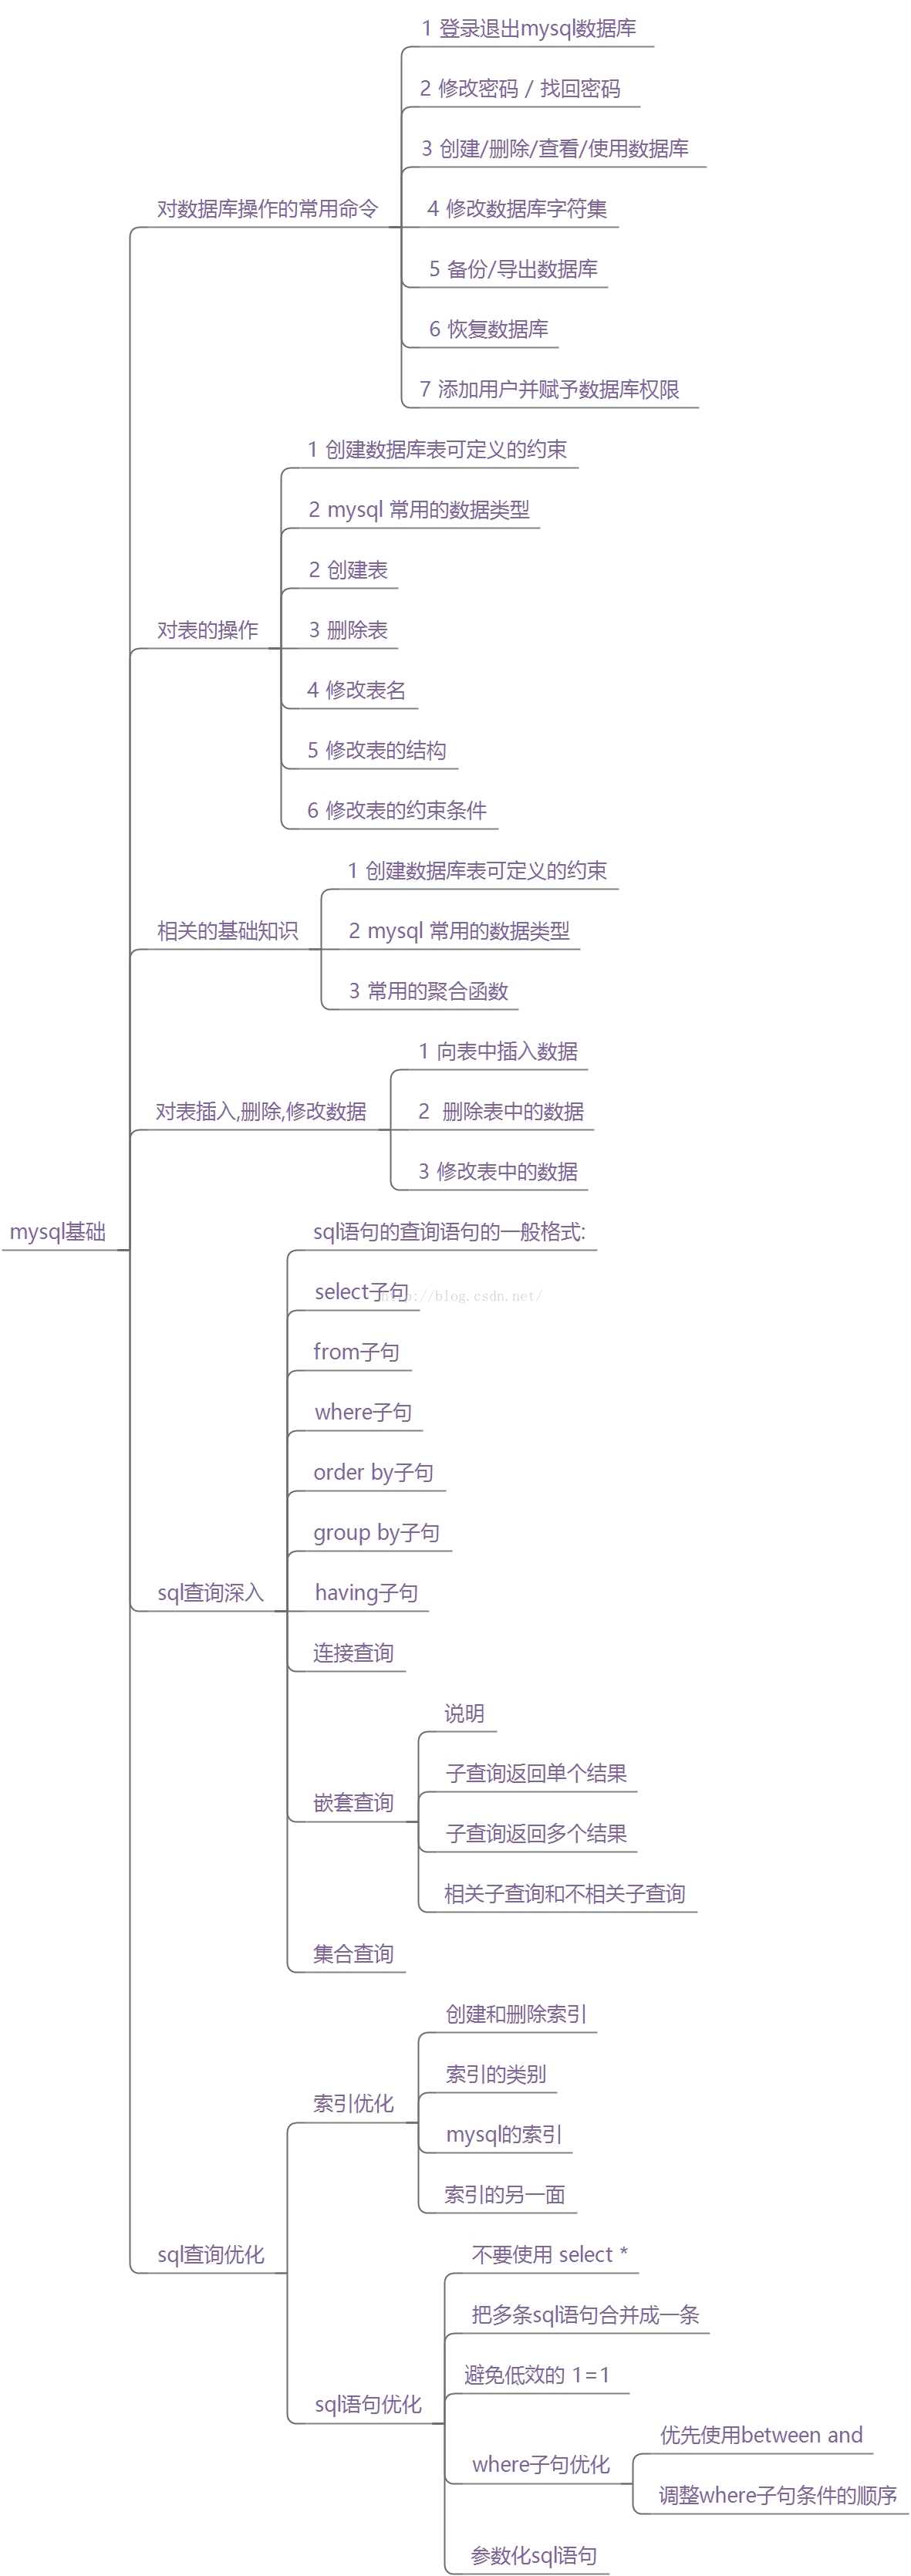 1 登录退出mysql数据库
2 修改密码 / 找回密码
3 创建/删除/查看/使用数据库
对数据库操作的常用命令
4 修改数据库字符集
5 备份/导出数据库
6 恢复数据库
7 添加用户并赋予数据库权限
1 创建数据库表可定义的约束
2 mysql 常用的数据类型
2 创建表
对表的操作
3 删除表
4 修改表名
5 修改表的结构
6 修改表的约束条件
1 创建数据库表可定义的约束
相关的基础知识
2 mysql 常用的数据类型
3 常用的聚合函数
1 向表中插入数据
对表插入,删除,修改数据
2 删除表中的数据
3 修改表中的数据
mysql基础
sql语句的查询语句的一般格式:
select子句
http://blog.csdn.net/
from子句
where子句
order by子句
group by子句
sql查询深入
having子句
连接查询
说明
子查询返回单个结果
嵌套查询
子查询返回多个结果
相关子查询和不相关子查询
集合查询
创建和删除索引
索引的类别
索引优化
mysql的索引
索引的另一面
sql查询优化
不要使用 select *
把多条sql语句合并成一条
避免低效的 1=1
sql语句优化
优先使用between and
where子句优化
调整where子句条件的顺序
参数化sql语句